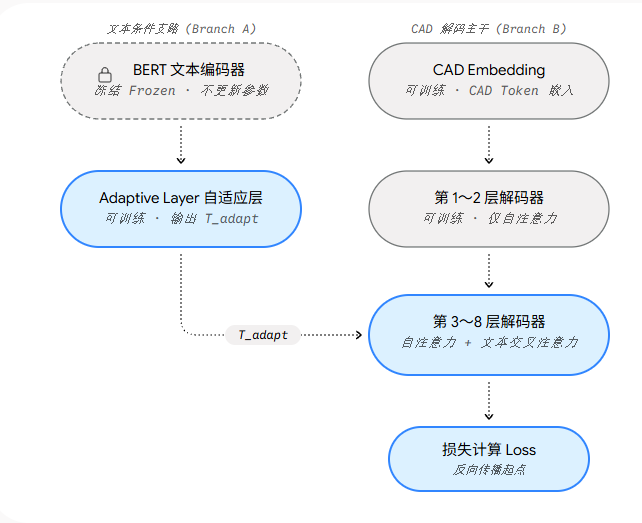 文本条件支路 (Branch A)
BERT 文本编码器
冻结 Frozen · 不更新参数
Adaptive Layer 自适应层
可训练 · 输出 T_adapt
T_adapt
CAD 解码主干 (Branch B)
CAD Embedding
可训练 · CAD Token 嵌入
第 1～2 层解码器
可训练 · 仅自注意力
第 3～8 层解码器
自注意力 + 文本交叉注意力
损失计算 Loss
反向传播起点